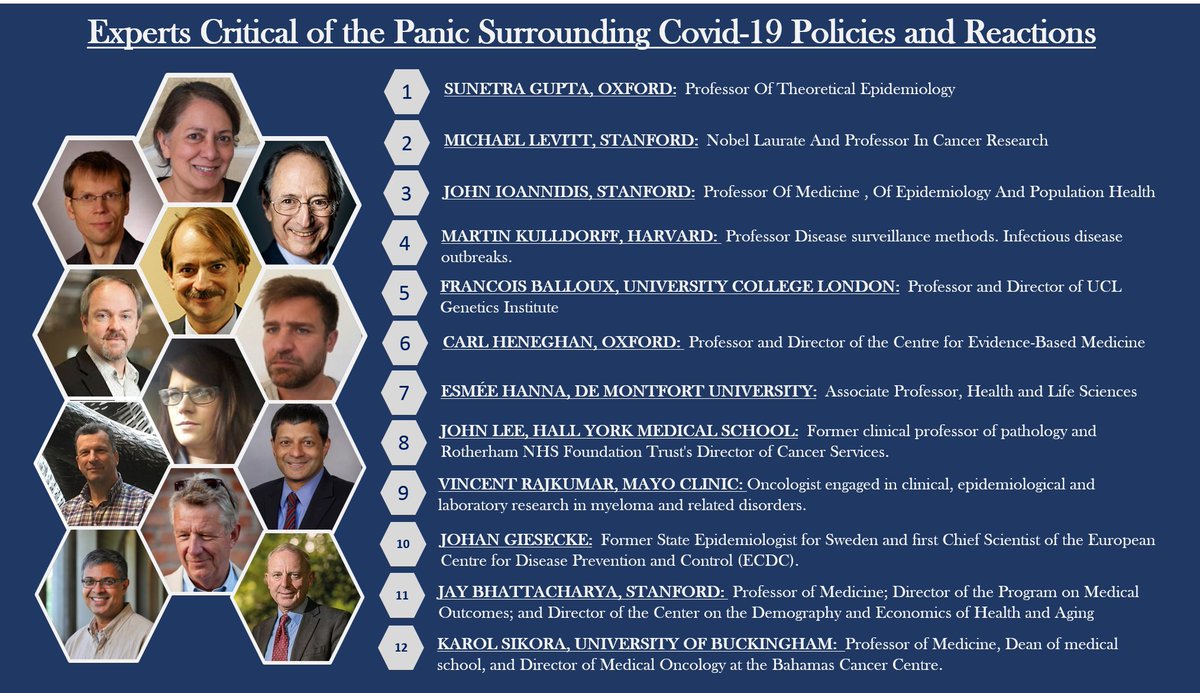 Experts Critical of the Panic Surrounding Covid-19 Policies and Reactions
1 SUNETRA GUPTA, OXFORD: Professor Of Theoretical Epidemiology
2 MICHAEL LEVITT, STANFORD: Nobel Laurate And Professor In Cancer Research
3 JOHN IOANNIDIS, STANFORD: Professor Of Medicine , Of Epidemiology And Population Health
4 MARTIN KULLDORFF, HARVARD: Professor Disease surveillance methods. Infectious disease
outbreaks.
5 FRANCOIS BALLOUX, UNIVERSITY COLLEGE LONDON: Professor and Director of UCL
Genetics Institute
6 CARL HENEGHAN, OXFORD: Professor and Director of the Centre for Evidence-Based Medicine
7 ESMÉE HANNA, DE MONTFORT UNIVERSITY: Associate Professor, Health and Life Sciences
8 JOHN LEE, HALL YORK MEDICAL SCHOOL: Former clinical professor of pathology and
Rotherham NHS Foundation Trust's Director of Cancer Services.
9 VINCENT RAJKUMAR, MAYO CLINIC: Oncologist engaged in clinical, epidemiological and
laboratory research in myeloma and related disorders.
10 JOHAN GIESECKE: Former State Epidemiologist for Sweden and first Chief Scientist of the European
Centre for Disease Prevention and Control (ECDC).
11 JAY BHATTACHARYA, STANFORD: Professor of Medicine; Director of the Program on Medical
Outcomes; and Director of the Center on the Demography and Economics of Health and Aging
12 KAROL SIKORA, UNIVERSITY OF BUCKINGHAM: Professor of Medicine, Dean of medical
school, and Director of Medical Oncology at the Bahamas Cancer Centre.